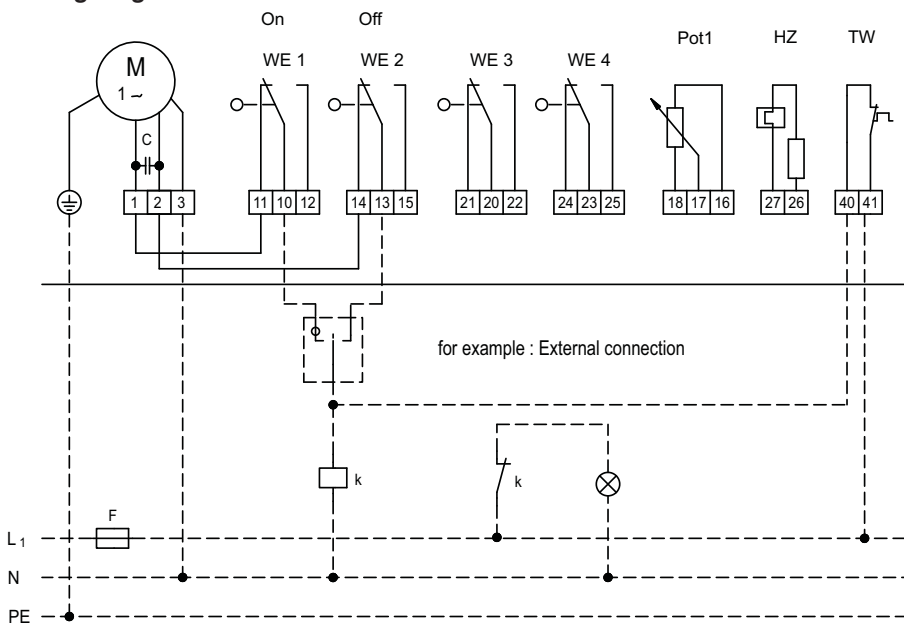 On Off
WE 1 WE 2 WE 3 WE 4 Pot1 HZ TW
M
1 ~
C
1 2 3 11 10 12 14 13 15 21 20 22 24 23 25 18 17 16 27 26 40 41
for example : External connection
k k
F
L1
N
PE